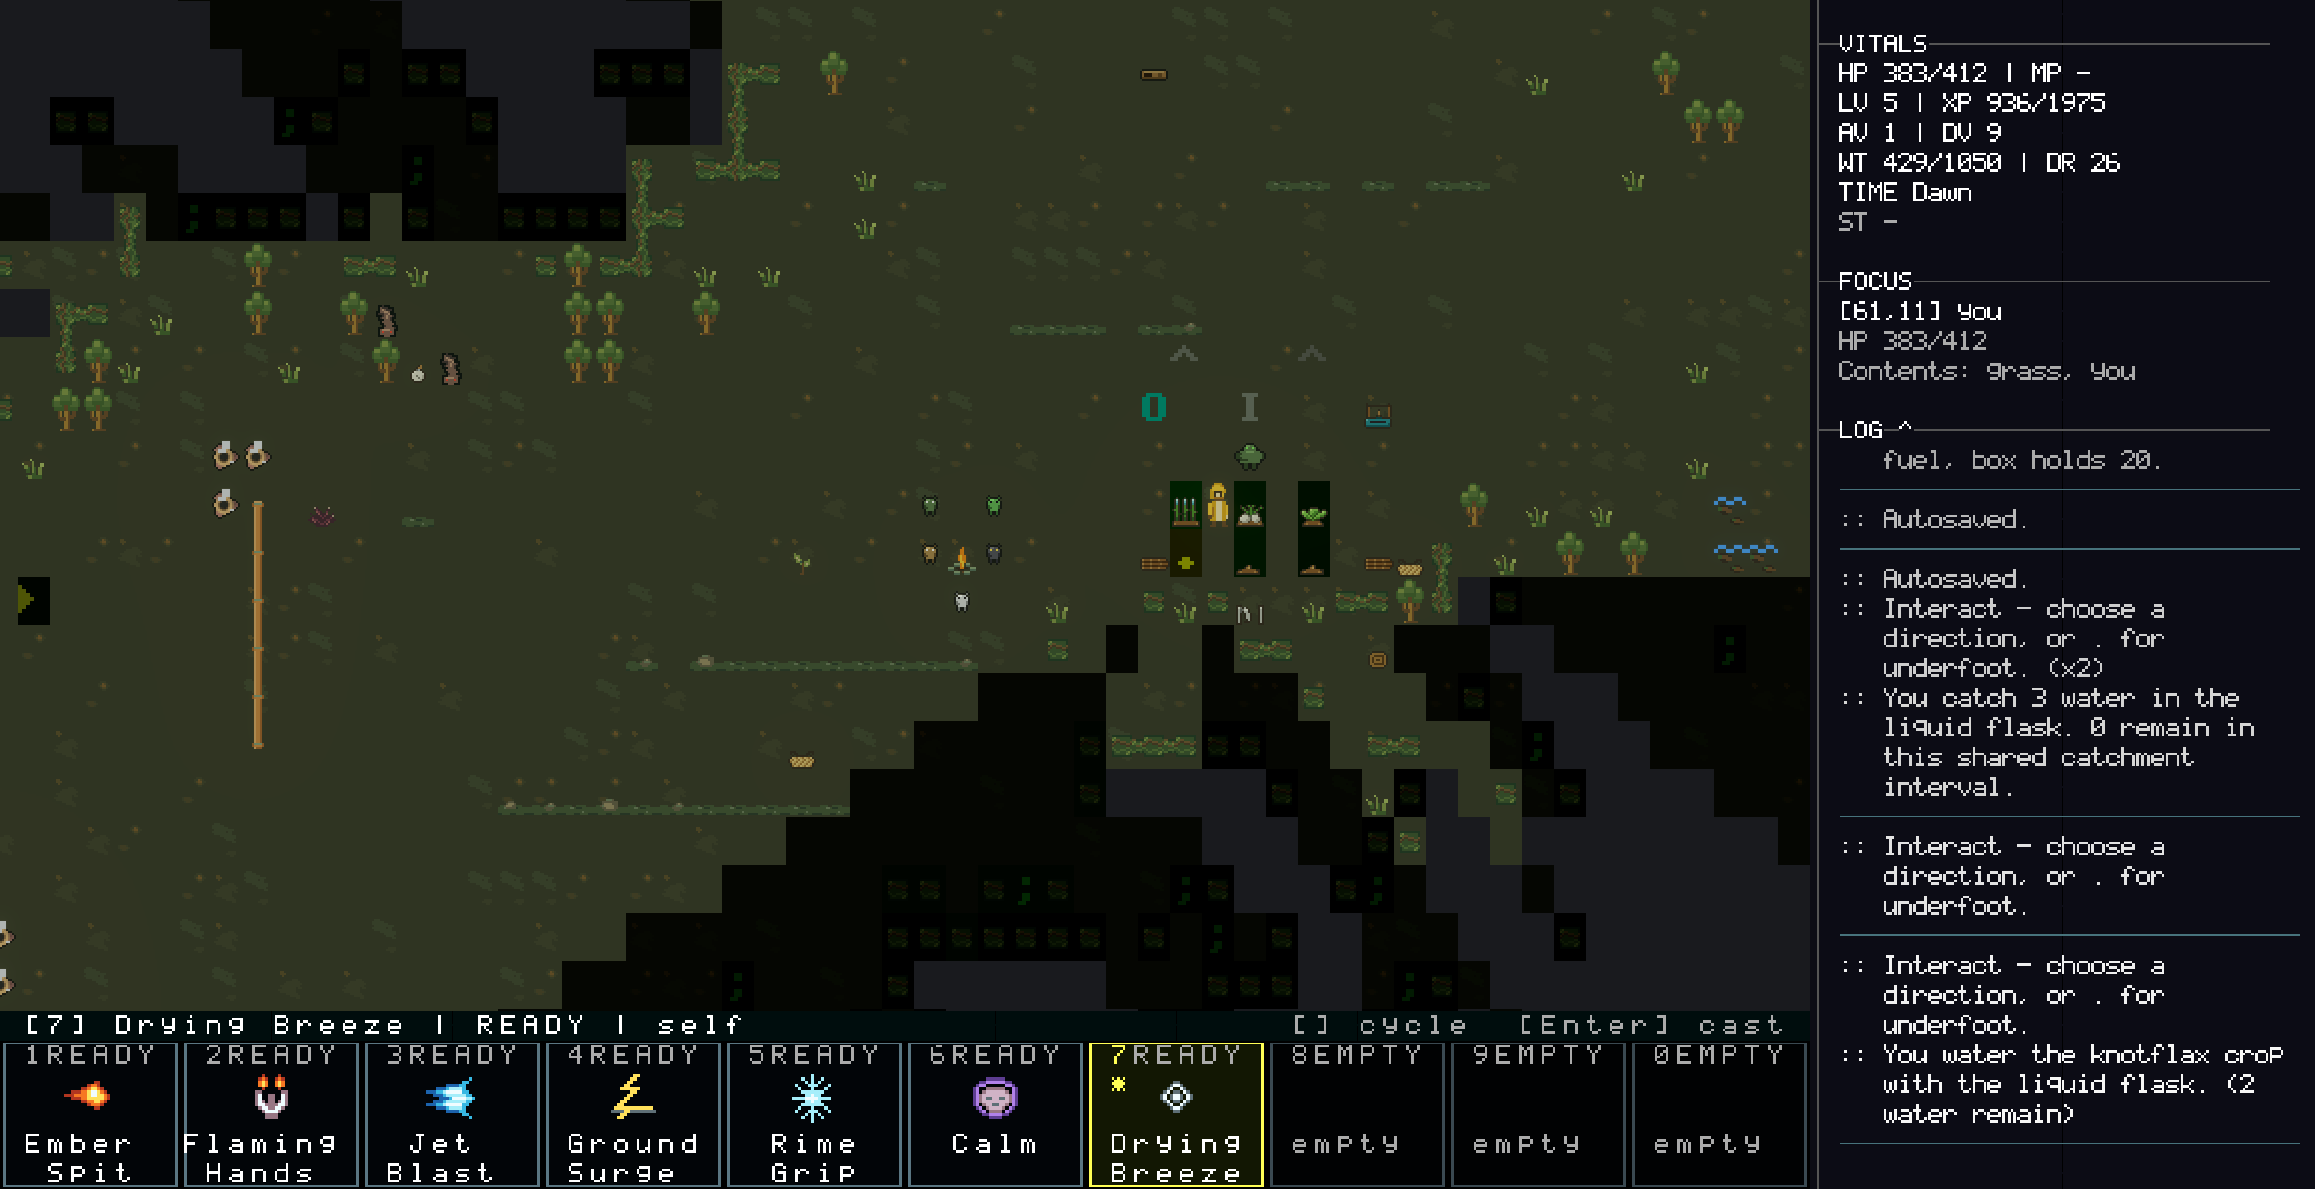 VITALS
HP 383/412 | MP -
LV 5 | XP 936/1975
AV 1 | DV 9
WT 429/1050 | DR 26
TIME Dawn
ST -
FOCUS
[61,11] You
HP 383/412
Contents: grass, You
LOG ^
fuel, box holds 20.
:: Autosaved.
:: Autosaved.
:: Interact - choose a
direction, or . for
underfoot. (x2)
:: You catch 3 water in the
liquid flask. 0 remain in
this shared catchment
interval.
:: Interact - choose a
direction, or . for
underfoot.
:: Interact - choose a
direction, or . for
underfoot.
:: You water the knotflax crop
with the liquid flask. (2
water remain)
O I
[7] Drying Breeze | READY | self [] cycle [Enter] cast
1READY 2READY 3READY 4READY 5READY 6READY 7READY 8EMPTY 9EMPTY 0EMPTY
Ember Flaming Jet Ground Rime Calm Drying empty empty empty
Spit Hands Blast Surge Grip Breeze